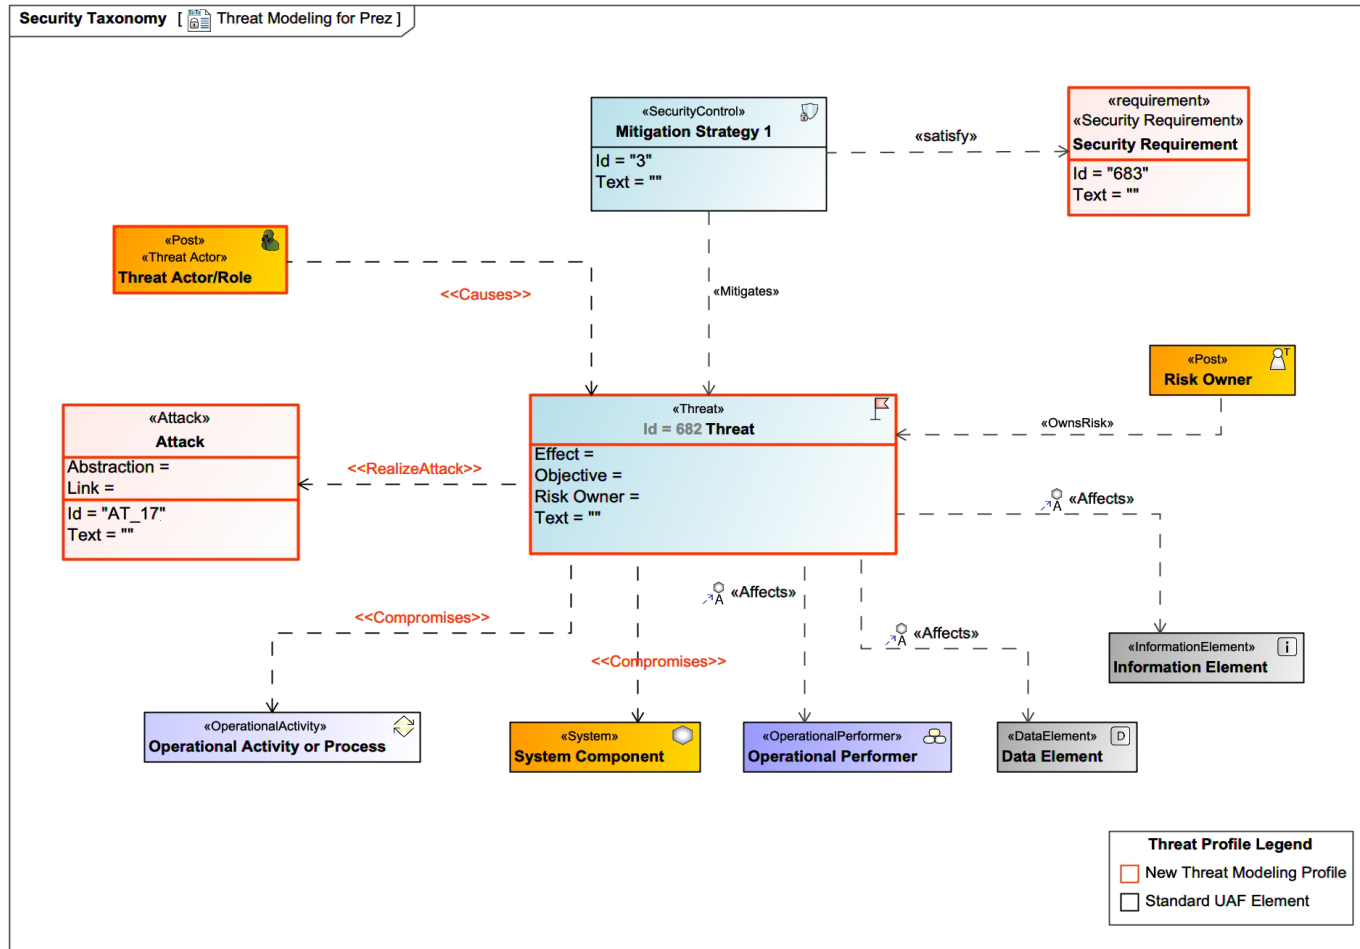 Security Taxonomy [ Threat Modeling for Prez ]
«SecurityControl»
Mitigation Strategy 1
Id = "3"
Text = ""
«satisfy»
«requirement»
«Security Requirement»
Security Requirement
Id = "683"
Text = ""
«Post»
«Threat Actor»
Threat Actor/Role
<<Causes>>
«Mitigates»
«Post»
T
Risk Owner
«OwnsRisk»
«Attack»
Attack
Abstraction =
Link =
Id = "AT_17"
Text = ""
<<RealizeAttack>>
«Threat»
Id = 682 Threat
Effect =
Objective =
Risk Owner =
Text = ""
A «Affects»
<<Compromises>>
<<Compromises>>
A «Affects»
A «Affects»
«InformationElement» i
Information Element
«OperationalActivity»
Operational Activity or Process
«System»
System Component
«OperationalPerformer»
Operational Performer
«DataElement» D
Data Element
Threat Profile Legend
New Threat Modeling Profile
Standard UAF Element